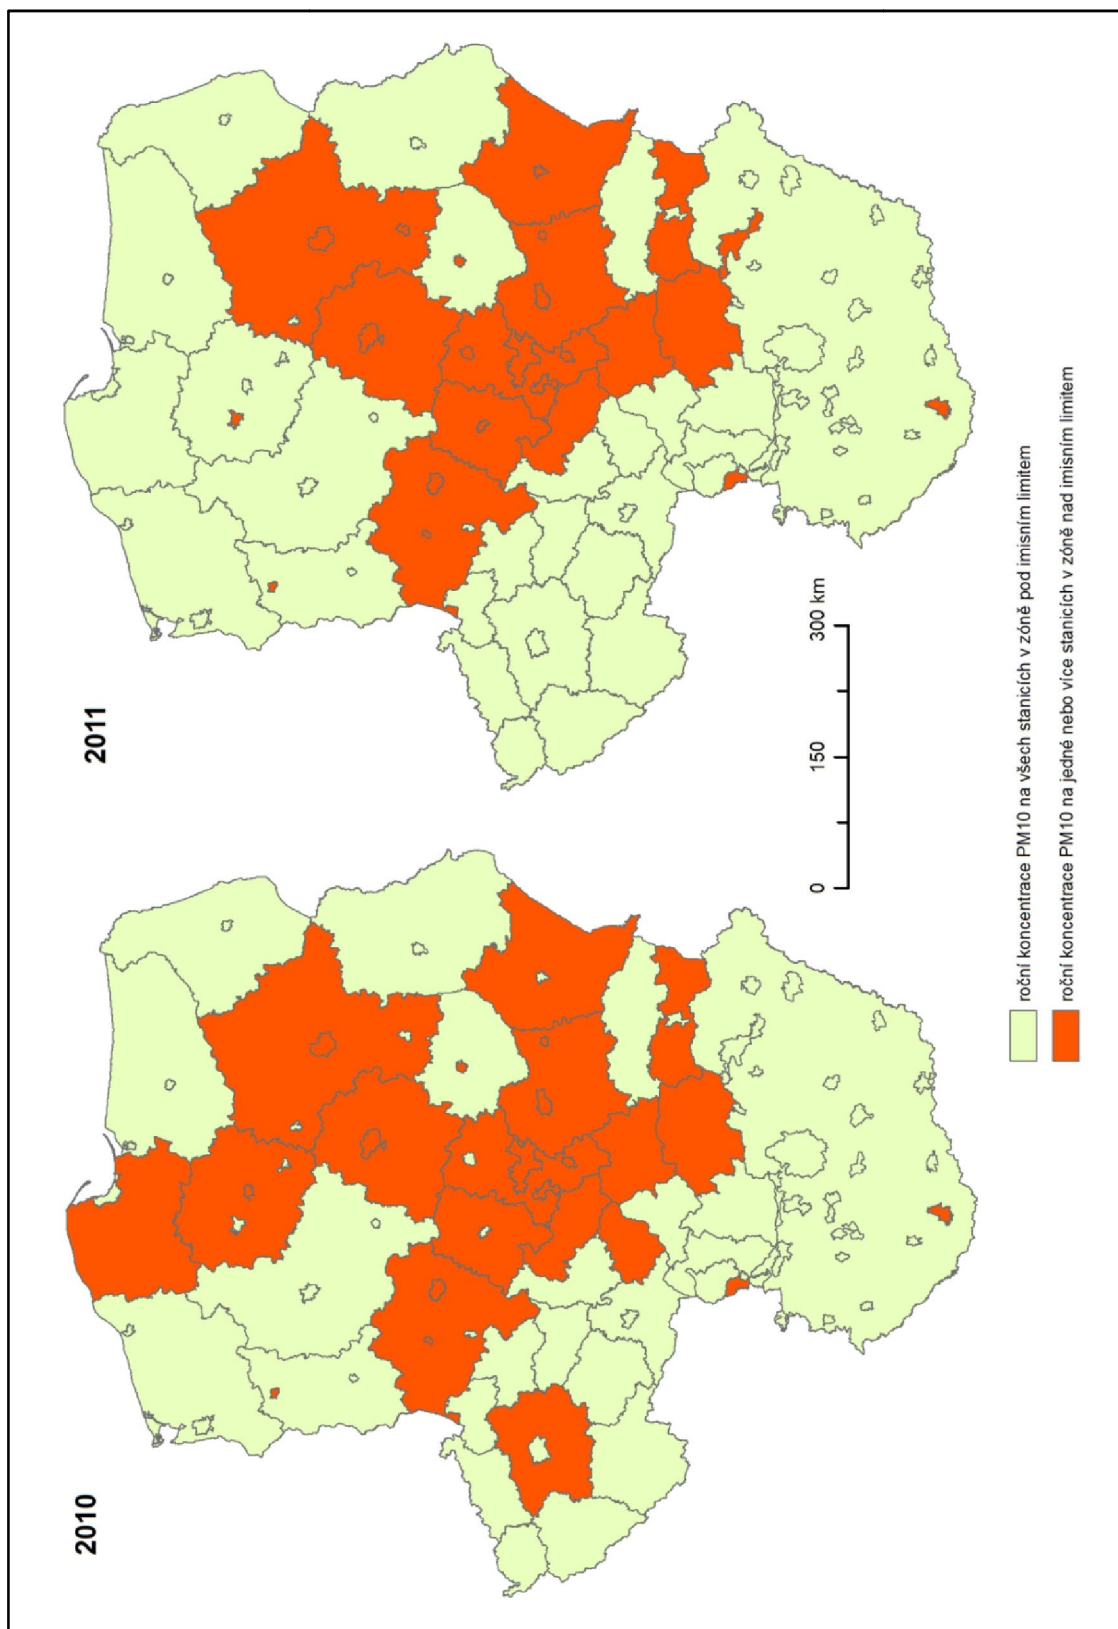 2010
2011
0 150 300 km
roční koncentrace PM10 na všech stanicích v zóně pod imisním limitem
roční koncentrace PM10 na jedné nebo více stanicích v zóně nad imisním limitem